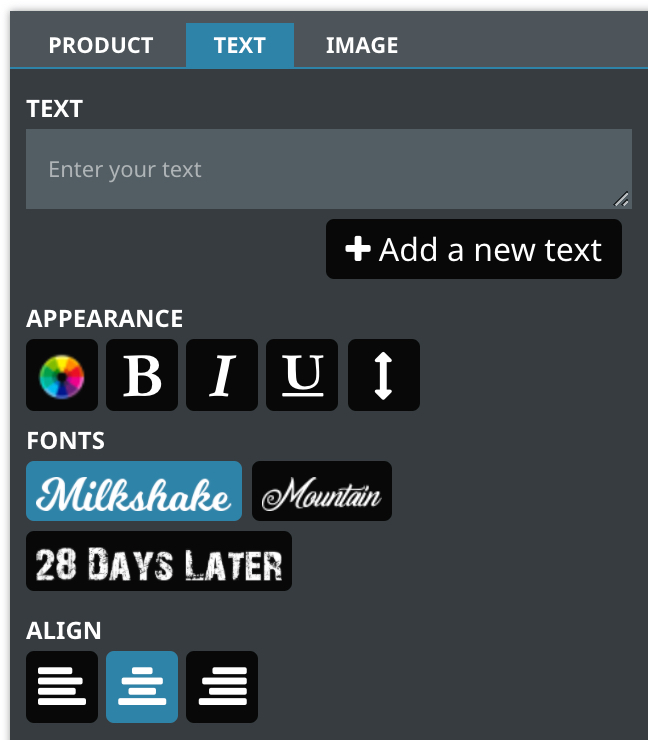 PRODUCT TEXT IMAGE
TEXT
Enter your text
Add a new text
APPEARANCE
B I U
FONTS
Milkshake Mountain
28 Days Later
ALIGN